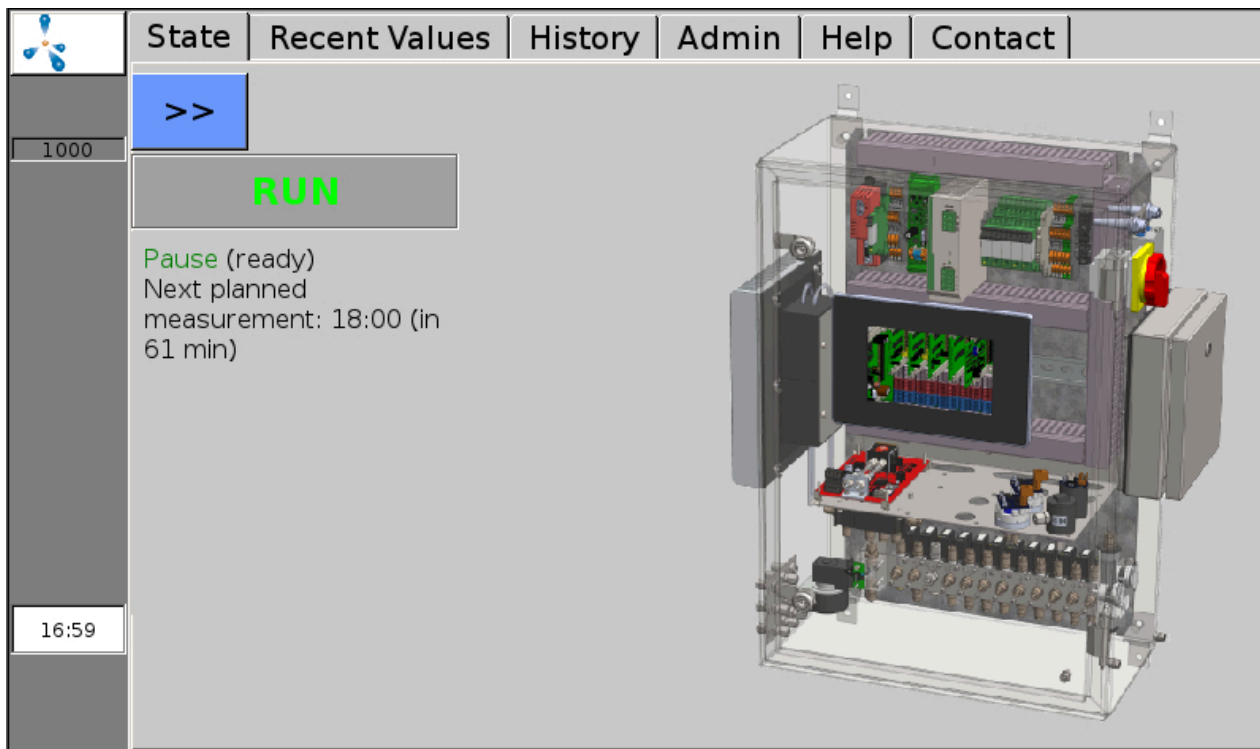 State Recent Values History Admin Help Contact
>>
1000
RUN
Pause (ready)
Next planned
measurement: 18:00 (in
61 min)
16:59